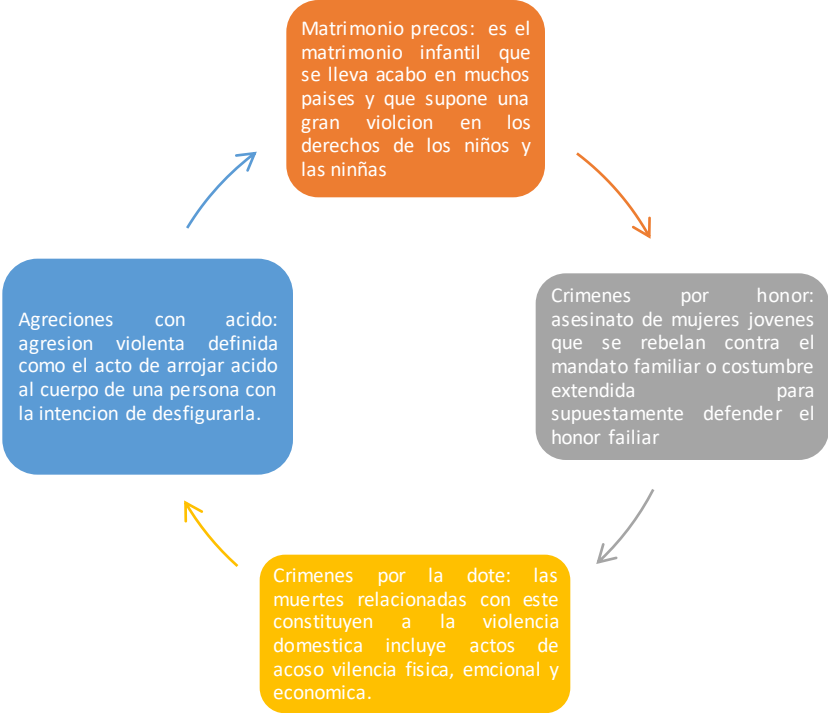 Matrimonio precos: es el
matrimonio infantil que
se lleva acabo en muchos
paises y que supone una
gran violcion en los
derechos de los niños y
las ninñas
Crimenes por honor:
asesinato de mujeres jovenes
que se rebelan contra el
mandato familiar o costumbre
extendida para
supuestamente defender el
honor failiar
Crimenes por la dote: las
muertes relacionadas con este
constituyen a la violencia
domestica incluye actos de
acoso vilencia fisica, emcional y
economica.
Agreciones con acido:
agresion violenta definida
como el acto de arrojar acido
al cuerpo de una persona con
la intencion de desfigurarla.